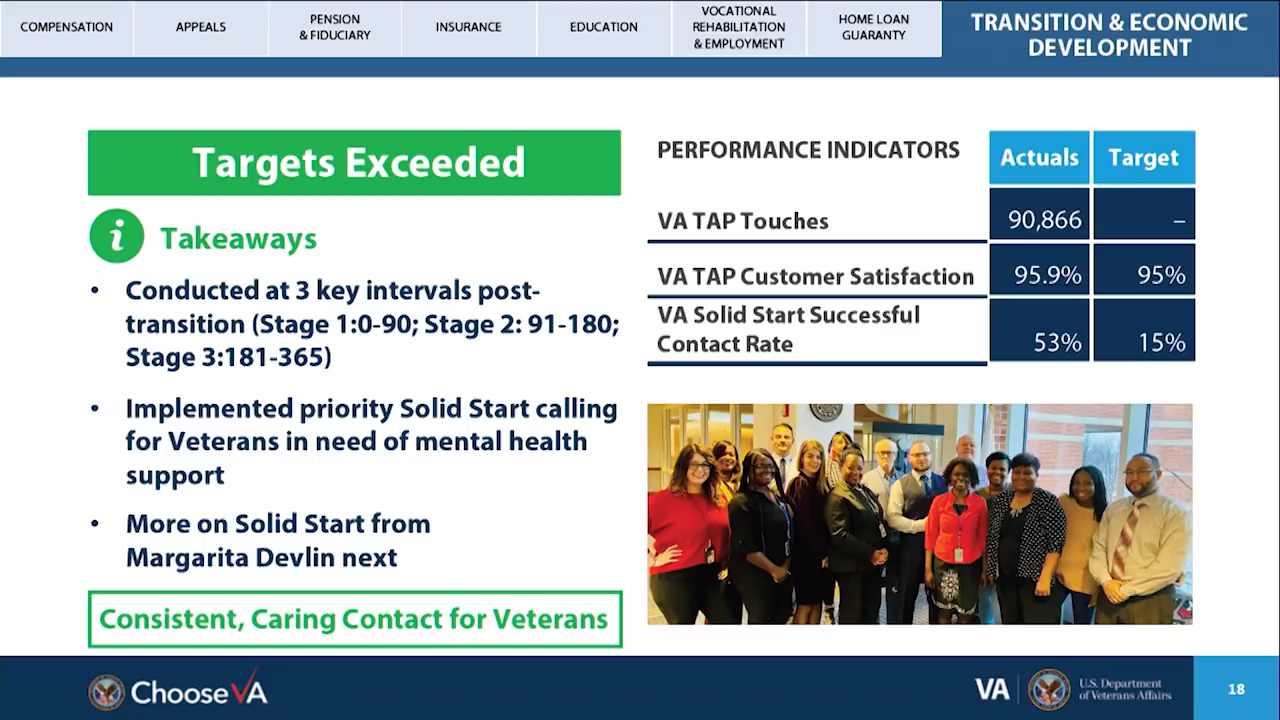 COMPENSATION
APPEALS
PENSION
& FIDUCIARY
INSURANCE
EDUCATION
VOCATIONAL
REHABILITATION
& EMPLOYMENT
HOME LOAN
GUARANTY
TRANSITION & ECONOMIC
DEVELOPMENT
Targets Exceeded
i Takeaways
• Conducted at 3 key intervals post-
transition (Stage 1:0-90; Stage 2: 91-180;
Stage 3:181-365)
• Implemented priority Solid Start calling
for Veterans in need of mental health
support
• More on Solid Start from
Margarita Devlin next
Consistent, Caring Contact for Veterans
PERFORMANCE INDICATORS Actuals Target
VA TAP Touches 90,866 –
VA TAP Customer Satisfaction 95.9% 95%
VA Solid Start Successful
Contact Rate 53% 15%
ChooseVA
VA
U.S. Department
of Veterans Affairs
18